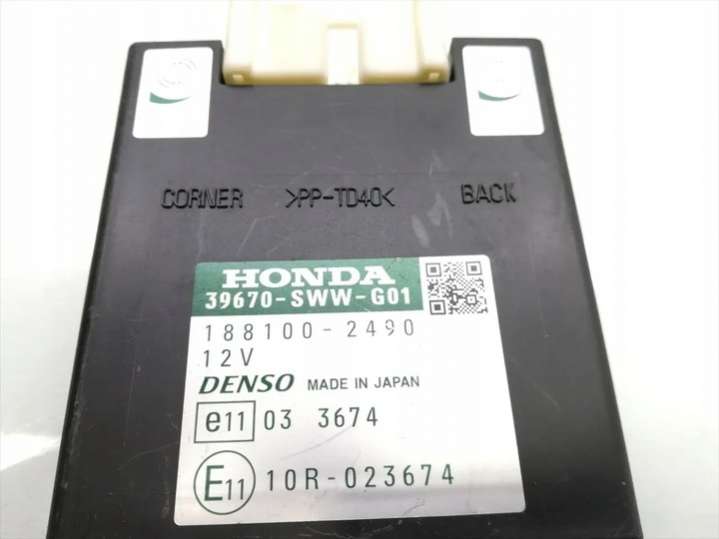 CORNER >PP-TD40< BACK
HONDA
39670-SWW-G01
188100-2490
12V
DENSO MADE IN JAPAN
e11 03 3674
E11 10R-023674